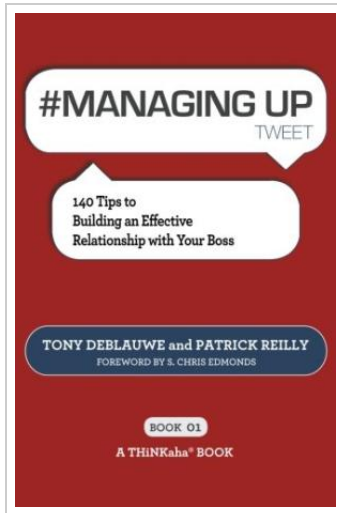 #MANAGING UP
TWEET
140 Tips to
Building an Effective
Relationship with Your Boss
TONY DEBLAUWE and PATRICK REILLY
FOREWORD BY S. CHRIS EDMONDS
BOOK 01
A THiNKaha® BOOK